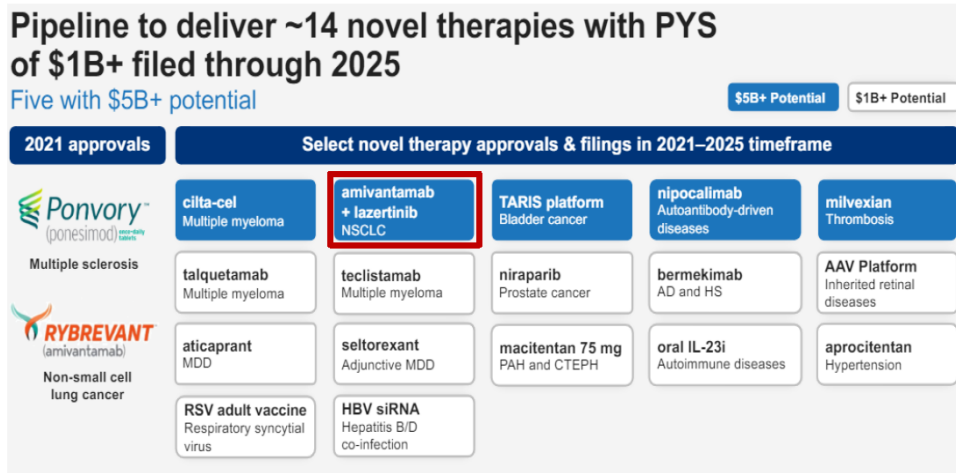 Pipeline to deliver ~14 novel therapies with PYS
of $1B+ filed through 2025
Five with $5B+ potential
$5B+ Potential
$1B+ Potential
2021 approvals
Select novel therapy approvals & filings in 2021–2025 timeframe
Ponvory™
(ponesimod) once-daily
tablets
Multiple sclerosis
RYBREVANT™
(amivantamab)
Non-small cell
lung cancer
cilta-cel
Multiple myeloma
amivantamab
+ lazertinib
NSCLC
TARIS platform
Bladder cancer
nipocalimab
Autoantibody-driven
diseases
milvexian
Thrombosis
talquetamab
Multiple myeloma
teclistamab
Multiple myeloma
niraparib
Prostate cancer
bermekimab
AD and HS
AAV Platform
Inherited retinal
diseases
aticaprant
MDD
seltorexant
Adjunctive MDD
macitentan 75 mg
PAH and CTEPH
oral IL-23i
Autoimmune diseases
aprocitentan
Hypertension
RSV adult vaccine
Respiratory syncytial
virus
HBV siRNA
Hepatitis B/D
co-infection